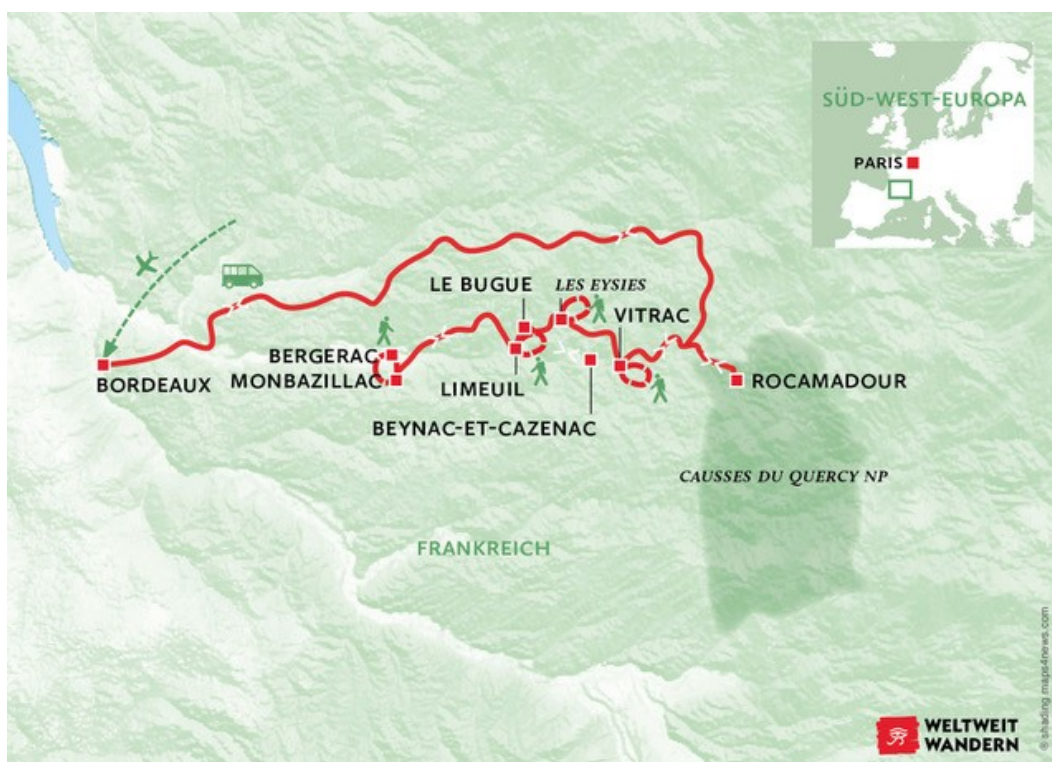 SÜD-WEST-EUROPA
PARIS
LE BUGUE
LES EYSIES
VITRAC
BERGERAC
MONBAZILLAC
BORDEAUX
LIMEUIL
ROCAMADOUR
BEYNAC-ET-CAZENAC
CAUSSES DU QUERCY NP
FRANKREICH
WELTWEIT
WANDERN
© shading.maps4news.com